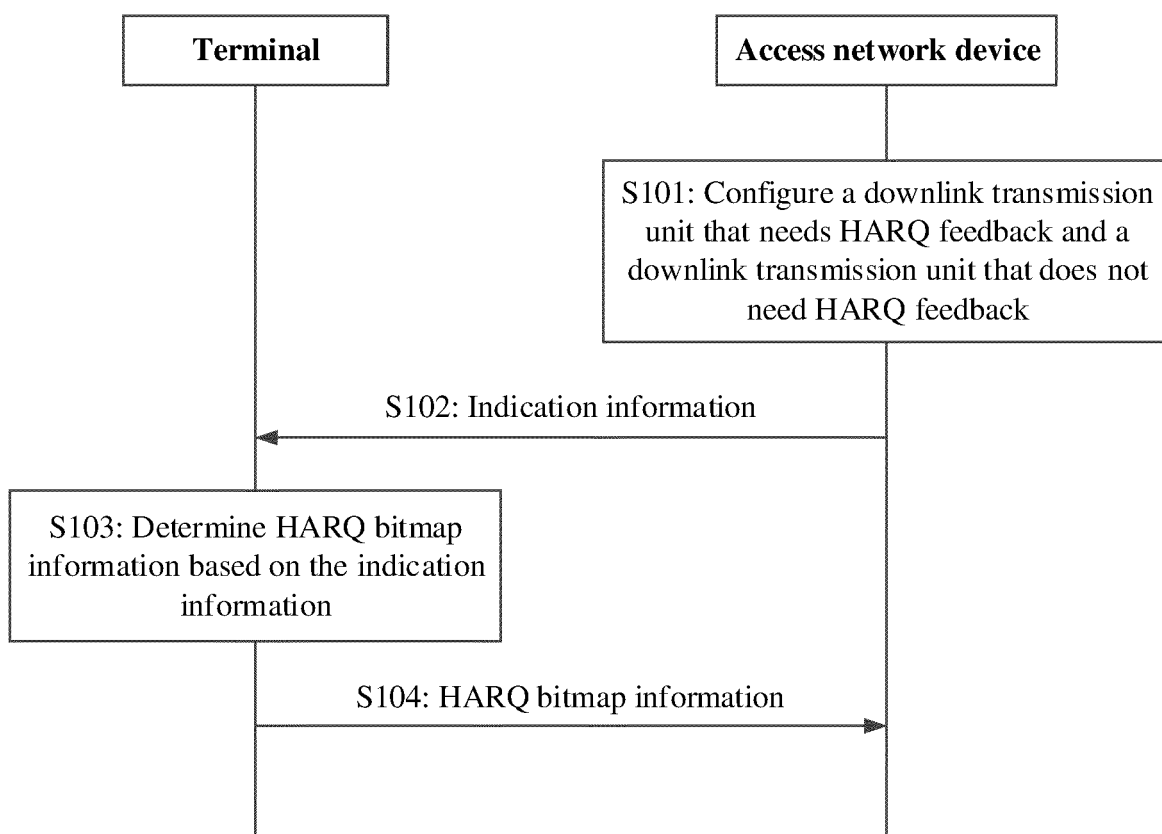 Terminal
Access network device
S101: Configure a downlink transmission
unit that needs HARQ feedback and a
downlink transmission unit that does not
need HARQ feedback
S102: Indication information
S103: Determine HARQ bitmap
information based on the indication
information
S104: HARQ bitmap information